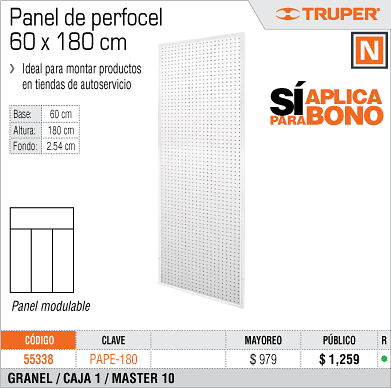 Panel de perfocel
60 x 180 cm
TRUPER®
N
Ideal para montar productos
en tiendas de autoservicio
SÍ APLICA
PARA BONO
Base: 60 cm
Altura: 180 cm
Fondo: 2.54 cm
Panel modulable
CÓDIGO CLAVE MAYOREO PÚBLICO R
55338 PAPE-180 $ 979 $ 1,259
GRANEL / CAJA 1 / MASTER 10